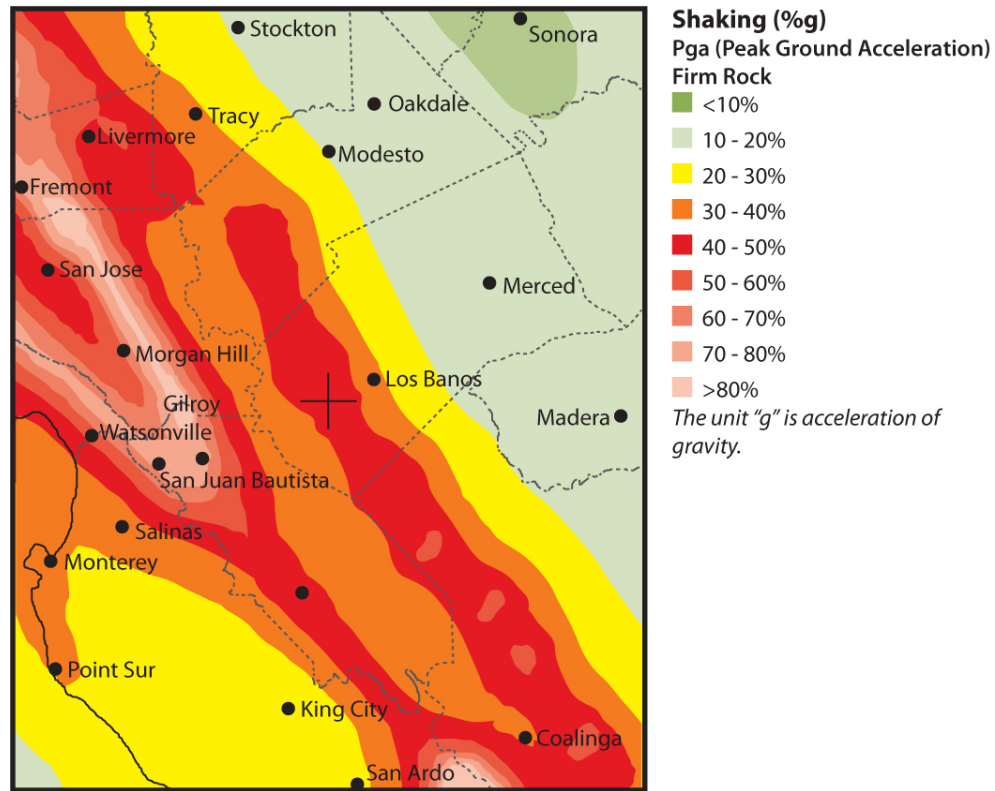 Stockton
Sonora
Oakdale
Tracy
Livermore
Modesto
Fremont
San Jose
Merced
Morgan Hill
Los Banos
Gilroy
Madera
Watsonville
San Juan Bautista
Salinas
Monterey
Point Sur
King City
Coalinga
San Ardo
Shaking (%g)
Pga (Peak Ground Acceleration)
Firm Rock
<10%
10 - 20%
20 - 30%
30 - 40%
40 - 50%
50 - 60%
60 - 70%
70 - 80%
>80%
The unit “g” is acceleration of
gravity.